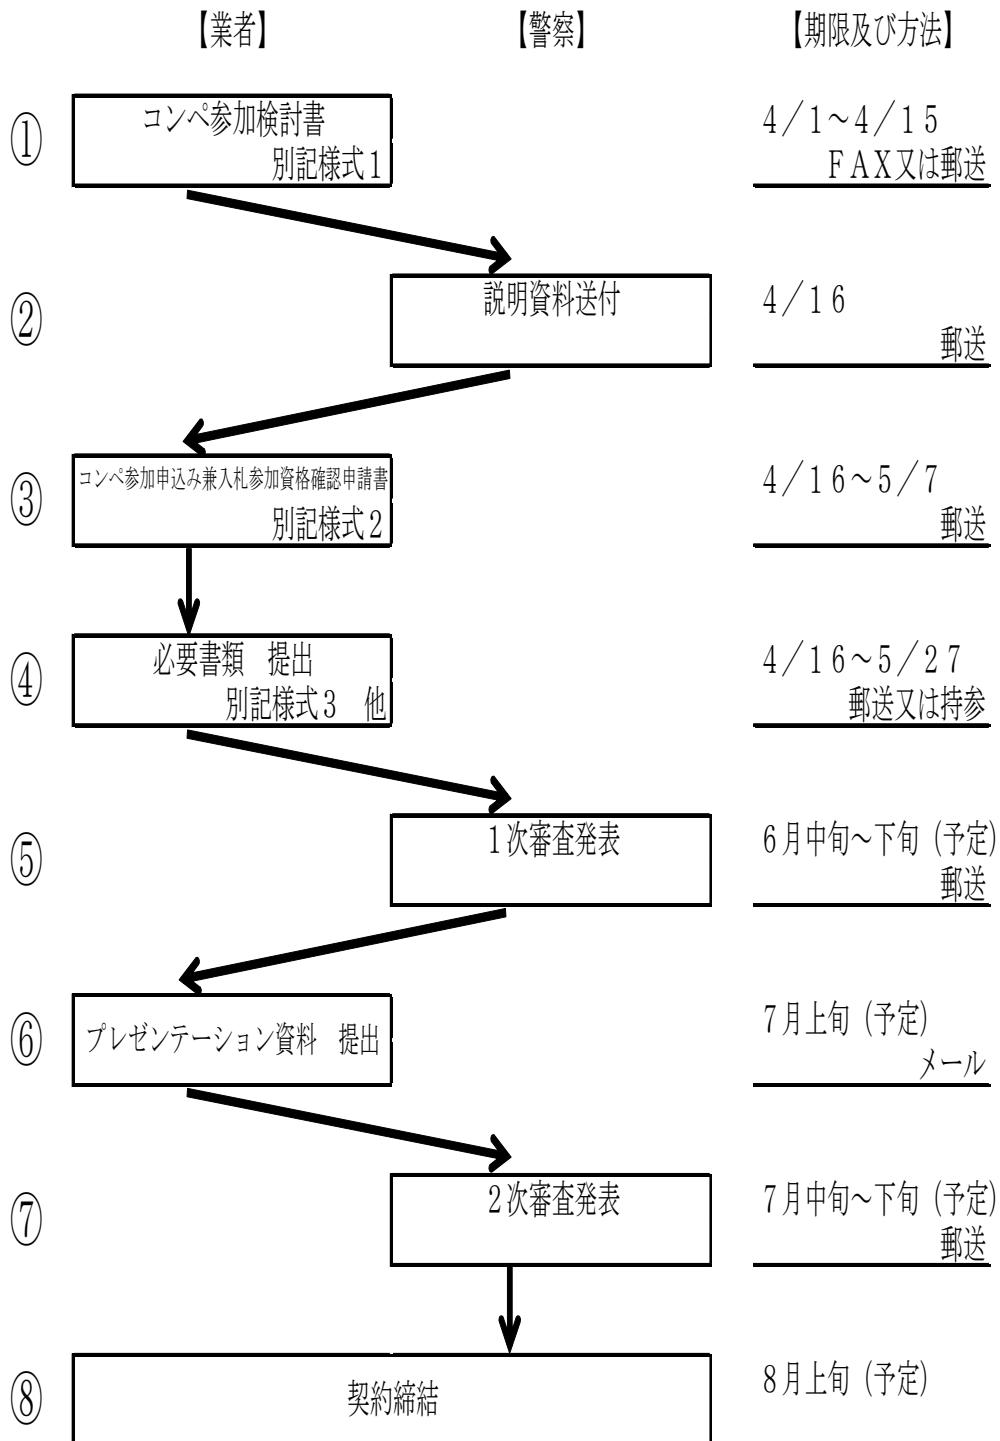 【業者】　【警察】　【期限及び方法】
①　コンペ参加検討書　４／１～４／１５
別記様式１　ＦＡＸ又は郵送
②　説明資料送付　４／１６
郵送
③　コンペ参加申込み兼入札参加資格確認申請書　４／１６～５／７
別記様式２　郵送
④　必要書類　提出　４／１６～５／２７
別記様式３　他　郵送又は持参
⑤　１次審査発表　６月中旬～下旬（予定）
郵送
⑥　プレゼンテーション資料　提出　７月上旬（予定）
メール
⑦　２次審査発表　７月中旬～下旬（予定）
郵送
⑧　契約締結　８月上旬（予定）